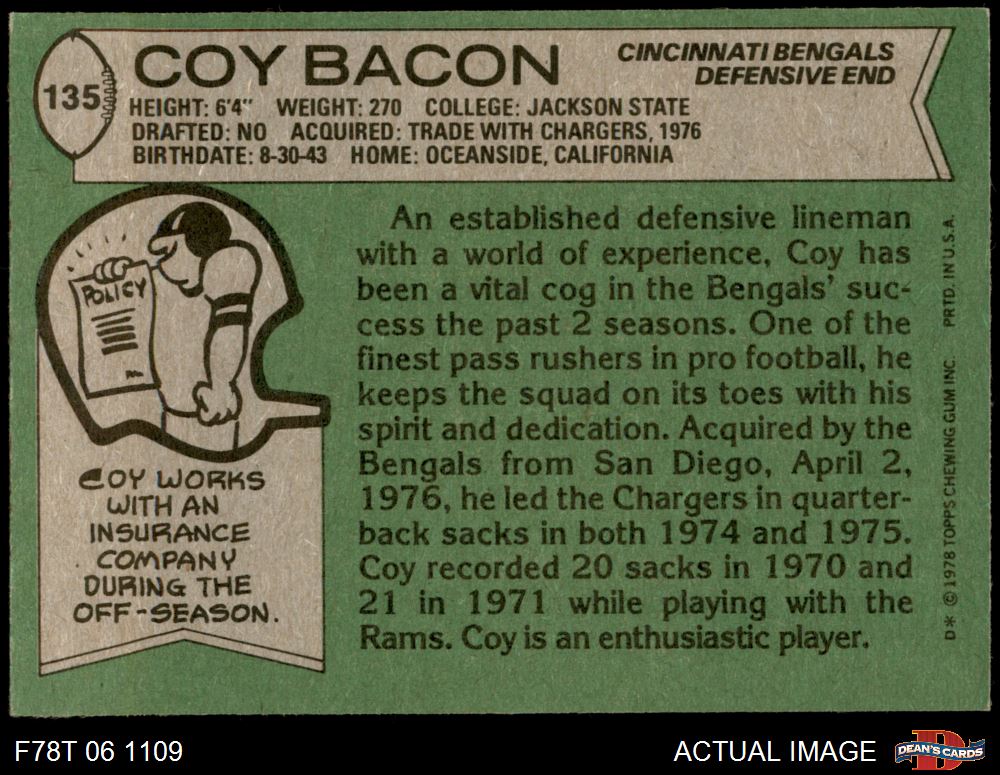 135
COY BACON
CINCINNATI BENGALS
DEFENSIVE END
HEIGHT: 6'4" WEIGHT: 270 COLLEGE: JACKSON STATE
DRAFTED: NO ACQUIRED: TRADE WITH CHARGERS, 1976
BIRTHDATE: 8-30-43 HOME: OCEANSIDE, CALIFORNIA
POLICY
COY WORKS
WITH AN
INSURANCE
COMPANY
DURING THE
OFF-SEASON.
An established defensive lineman
with a world of experience, Coy has
been a vital cog in the Bengals' suc-
cess the past 2 seasons. One of the
finest pass rushers in pro football, he
keeps the squad on its toes with his
spirit and dedication. Acquired by the
Bengals from San Diego, April 2,
1976, he led the Chargers in quarter-
back sacks in both 1974 and 1975.
Coy recorded 20 sacks in 1970 and
21 in 1971 while playing with the
Rams. Coy is an enthusiastic player.
D* © 1978 TOPPS CHEWING GUM INC. PRTD. IN U.S.A.
F78T 06 1109
ACTUAL IMAGE
D
DEAN'S CARDS